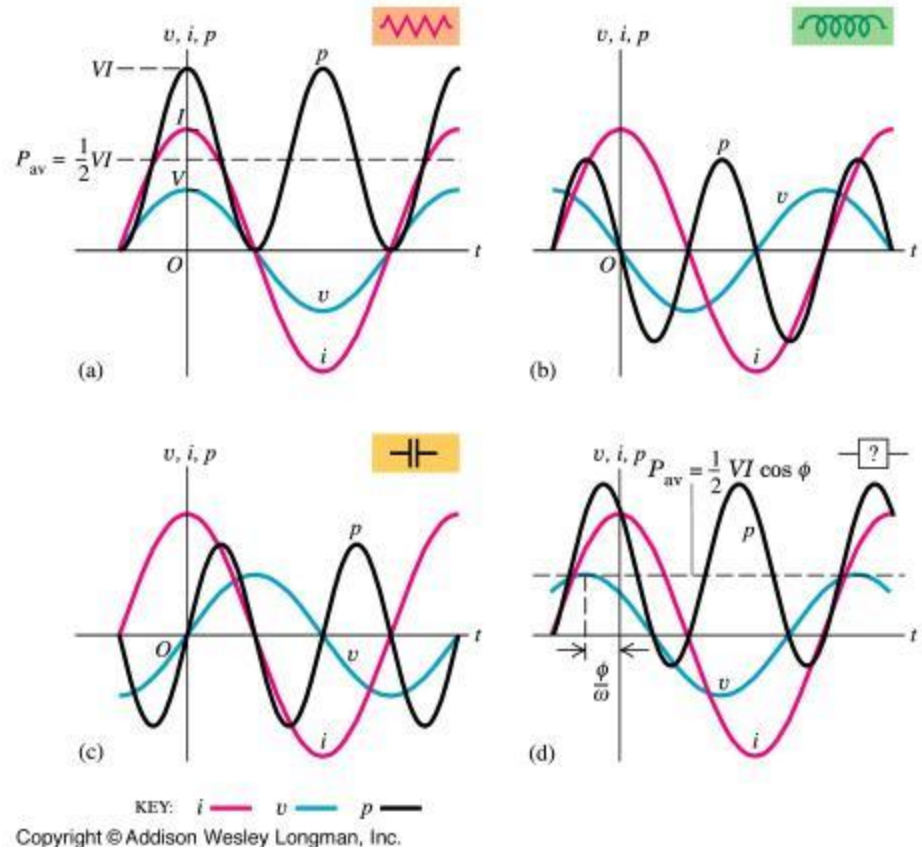 v, i, p
VI
p
I
P_av = 1/2 VI
V
O
t
v
i
(a)
v, i, p
p
v
O
t
i
(b)
v, i, p
p
O
t
v
i
(c)
v, i, p
P_av = 1/2 VI cos ϕ
?
p
t
ϕ/ω
v
i
(d)
KEY: i v p
Copyright © Addison Wesley Longman, Inc.